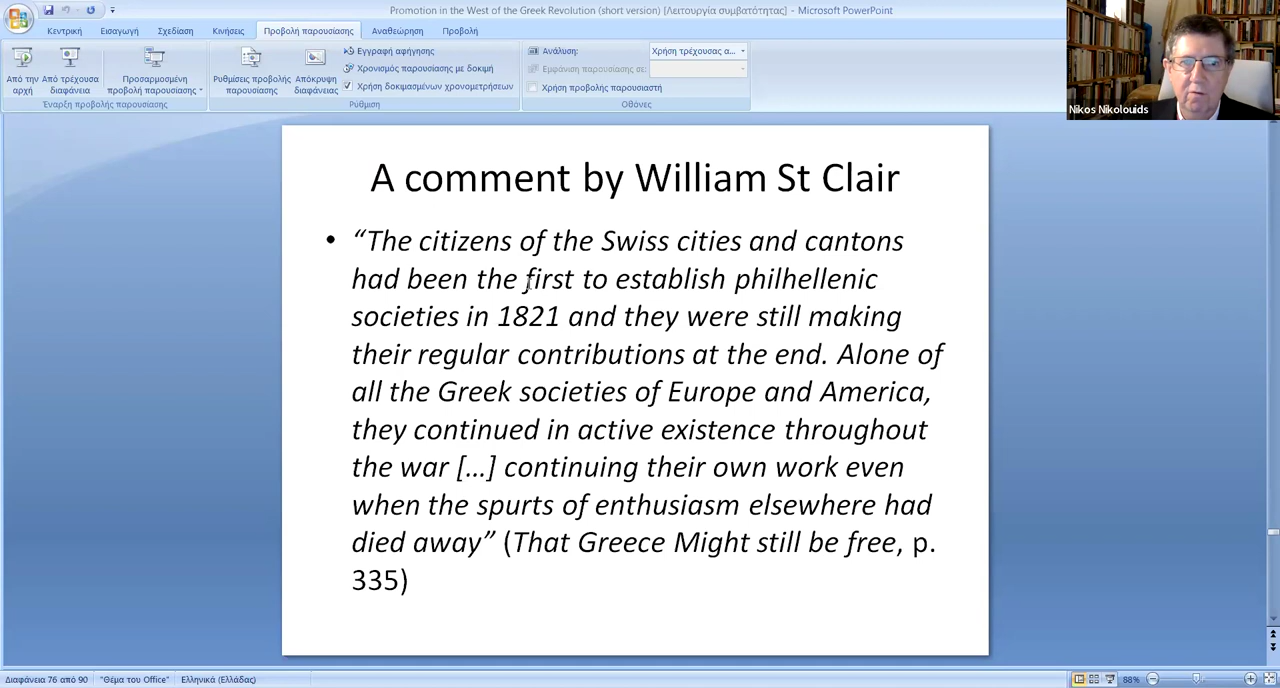 Promotion in the West of the Greek Revolution (short version) [Λειτουργία συμβατότητας] - Microsoft PowerPoint
Κεντρική Εισαγωγή Σχεδίαση Κινήσεις Προβολή παρουσίασης Αναθεώρηση Προβολή
Από την αρχή
Από τρέχουσα διαφάνεια
Προσαρμοσμένη προβολή παρουσίασης
Έναρξη προβολής παρουσίασης
Ρυθμίσεις προβολής παρουσίασης
Απόκρυψη διαφάνειας
Εγγραφή αφήγησης
Χρονισμός παρουσίασης με δοκιμή
Χρήση δοκιμασμένων χρονομετρήσεων
Ρύθμιση
Ανάλυση: Χρήση τρέχουσας α...
Εμφάνιση παρουσίασης σε:
Χρήση προβολής παρουσιαστή
Οθόνες
Nikos Nikolouids
A comment by William St Clair
• “The citizens of the Swiss cities and cantons
had been the first to establish philhellenic
societies in 1821 and they were still making
their regular contributions at the end. Alone of
all the Greek societies of Europe and America,
they continued in active existence throughout
the war […] continuing their own work even
when the spurts of enthusiasm elsewhere had
died away” (That Greece Might still be free, p.
335)
Διαφάνεια 76 από 90 "Θέμα του Office" Ελληνικά (Ελλάδας) 88%